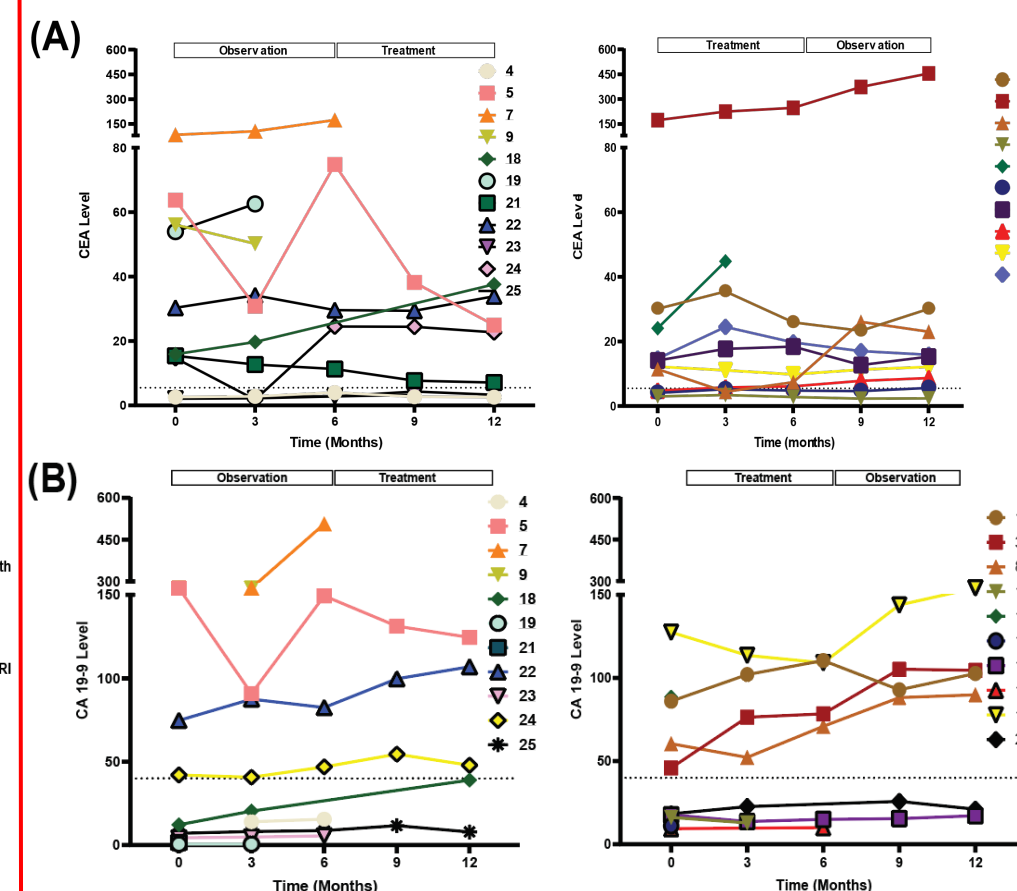 (A)
Observation Treatment
600
450
300
150
80
60
40
20
0
CEA Level
0 3 6 9 12
Time (Months)
4
5
7
9
18
19
21
22
23
24
25
Treatment Observation
600
450
300
150
80
60
40
20
0
CEA Level
0 3 6 9 12
Time (months)
(B)
Observation Treatment
600
450
300
150
100
50
0
CA 19-9 Level
0 3 6 9 12
Time (Months)
4
5
7
9
18
19
21
22
23
24
25
Treatment Observation
600
450
300
150
100
50
0
CA 19-9 Level
0 3 6 9 12
Time (Months)
th
RI